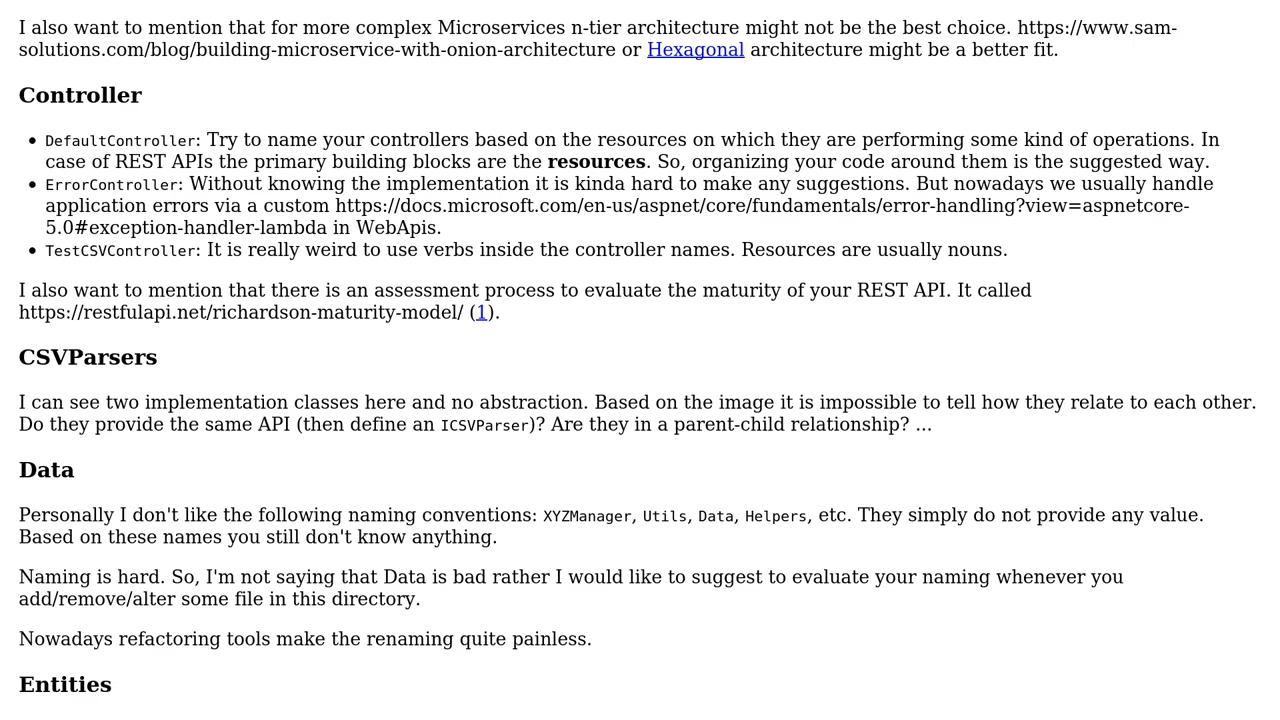 I also want to mention that for more complex Microservices n-tier architecture might not be the best choice. https://www.sam-
solutions.com/blog/building-microservice-with-onion-architecture or Hexagonal architecture might be a better fit.
Controller
• DefaultController: Try to name your controllers based on the resources on which they are performing some kind of operations. In
case of REST APIs the primary building blocks are the resources. So, organizing your code around them is the suggested way.
• ErrorController: Without knowing the implementation it is kinda hard to make any suggestions. But nowadays we usually handle
application errors via a custom https://docs.microsoft.com/en-us/aspnet/core/fundamentals/error-handling?view=aspnetcore-
5.0#exception-handler-lambda in WebApis.
• TestCSVController: It is really weird to use verbs inside the controller names. Resources are usually nouns.
I also want to mention that there is an assessment process to evaluate the maturity of your REST API. It called
https://restfulapi.net/richardson-maturity-model/ (1).
CSVParsers
I can see two implementation classes here and no abstraction. Based on the image it is impossible to tell how they relate to each other.
Do they provide the same API (then define an ICSVParser)? Are they in a parent-child relationship? ...
Data
Personally I don't like the following naming conventions: XYZManager, Utils, Data, Helpers, etc. They simply do not provide any value.
Based on these names you still don't know anything.
Naming is hard. So, I'm not saying that Data is bad rather I would like to suggest to evaluate your naming whenever you
add/remove/alter some file in this directory.
Nowadays refactoring tools make the renaming quite painless.
Entities